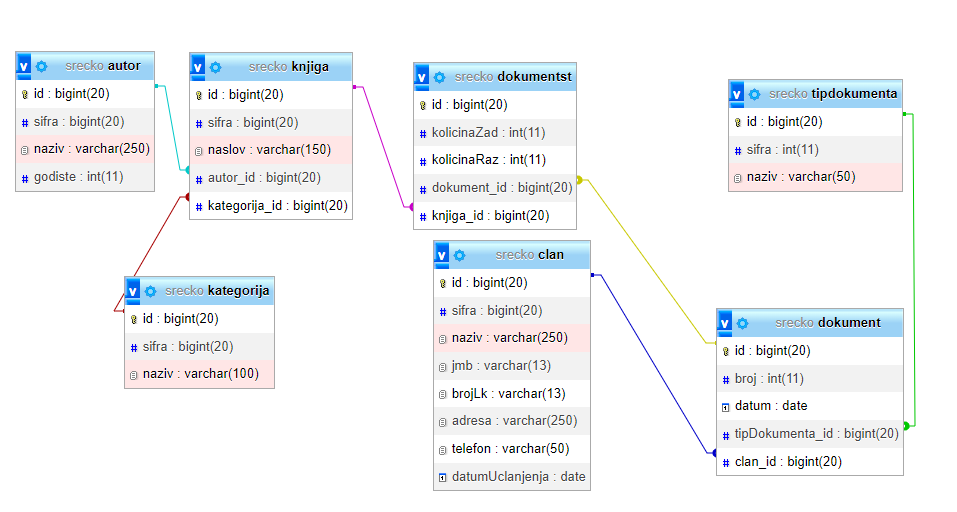 v srecko autor
id : bigint(20)
# sifra : bigint(20)
naziv : varchar(250)
# godiste : int(11)
v srecko knjiga
id : bigint(20)
# sifra : bigint(20)
naslov : varchar(150)
# autor_id : bigint(20)
# kategorija_id : bigint(20)
v srecko dokumentst
id : bigint(20)
# kolicinaZad : int(11)
# kolicinaRaz : int(11)
# dokument_id : bigint(20)
# knjiga_id : bigint(20)
v srecko tipdokumenta
id : bigint(20)
# sifra : int(11)
naziv : varchar(50)
v srecko kategorija
id : bigint(20)
# sifra : bigint(20)
naziv : varchar(100)
v srecko clan
id : bigint(20)
# sifra : bigint(20)
naziv : varchar(250)
jmb : varchar(13)
brojLk : varchar(13)
adresa : varchar(250)
telefon : varchar(50)
datumUclanjenja : date
v srecko dokument
id : bigint(20)
# broj : int(11)
datum : date
# tipDokumenta_id : bigint(20)
# clan_id : bigint(20)